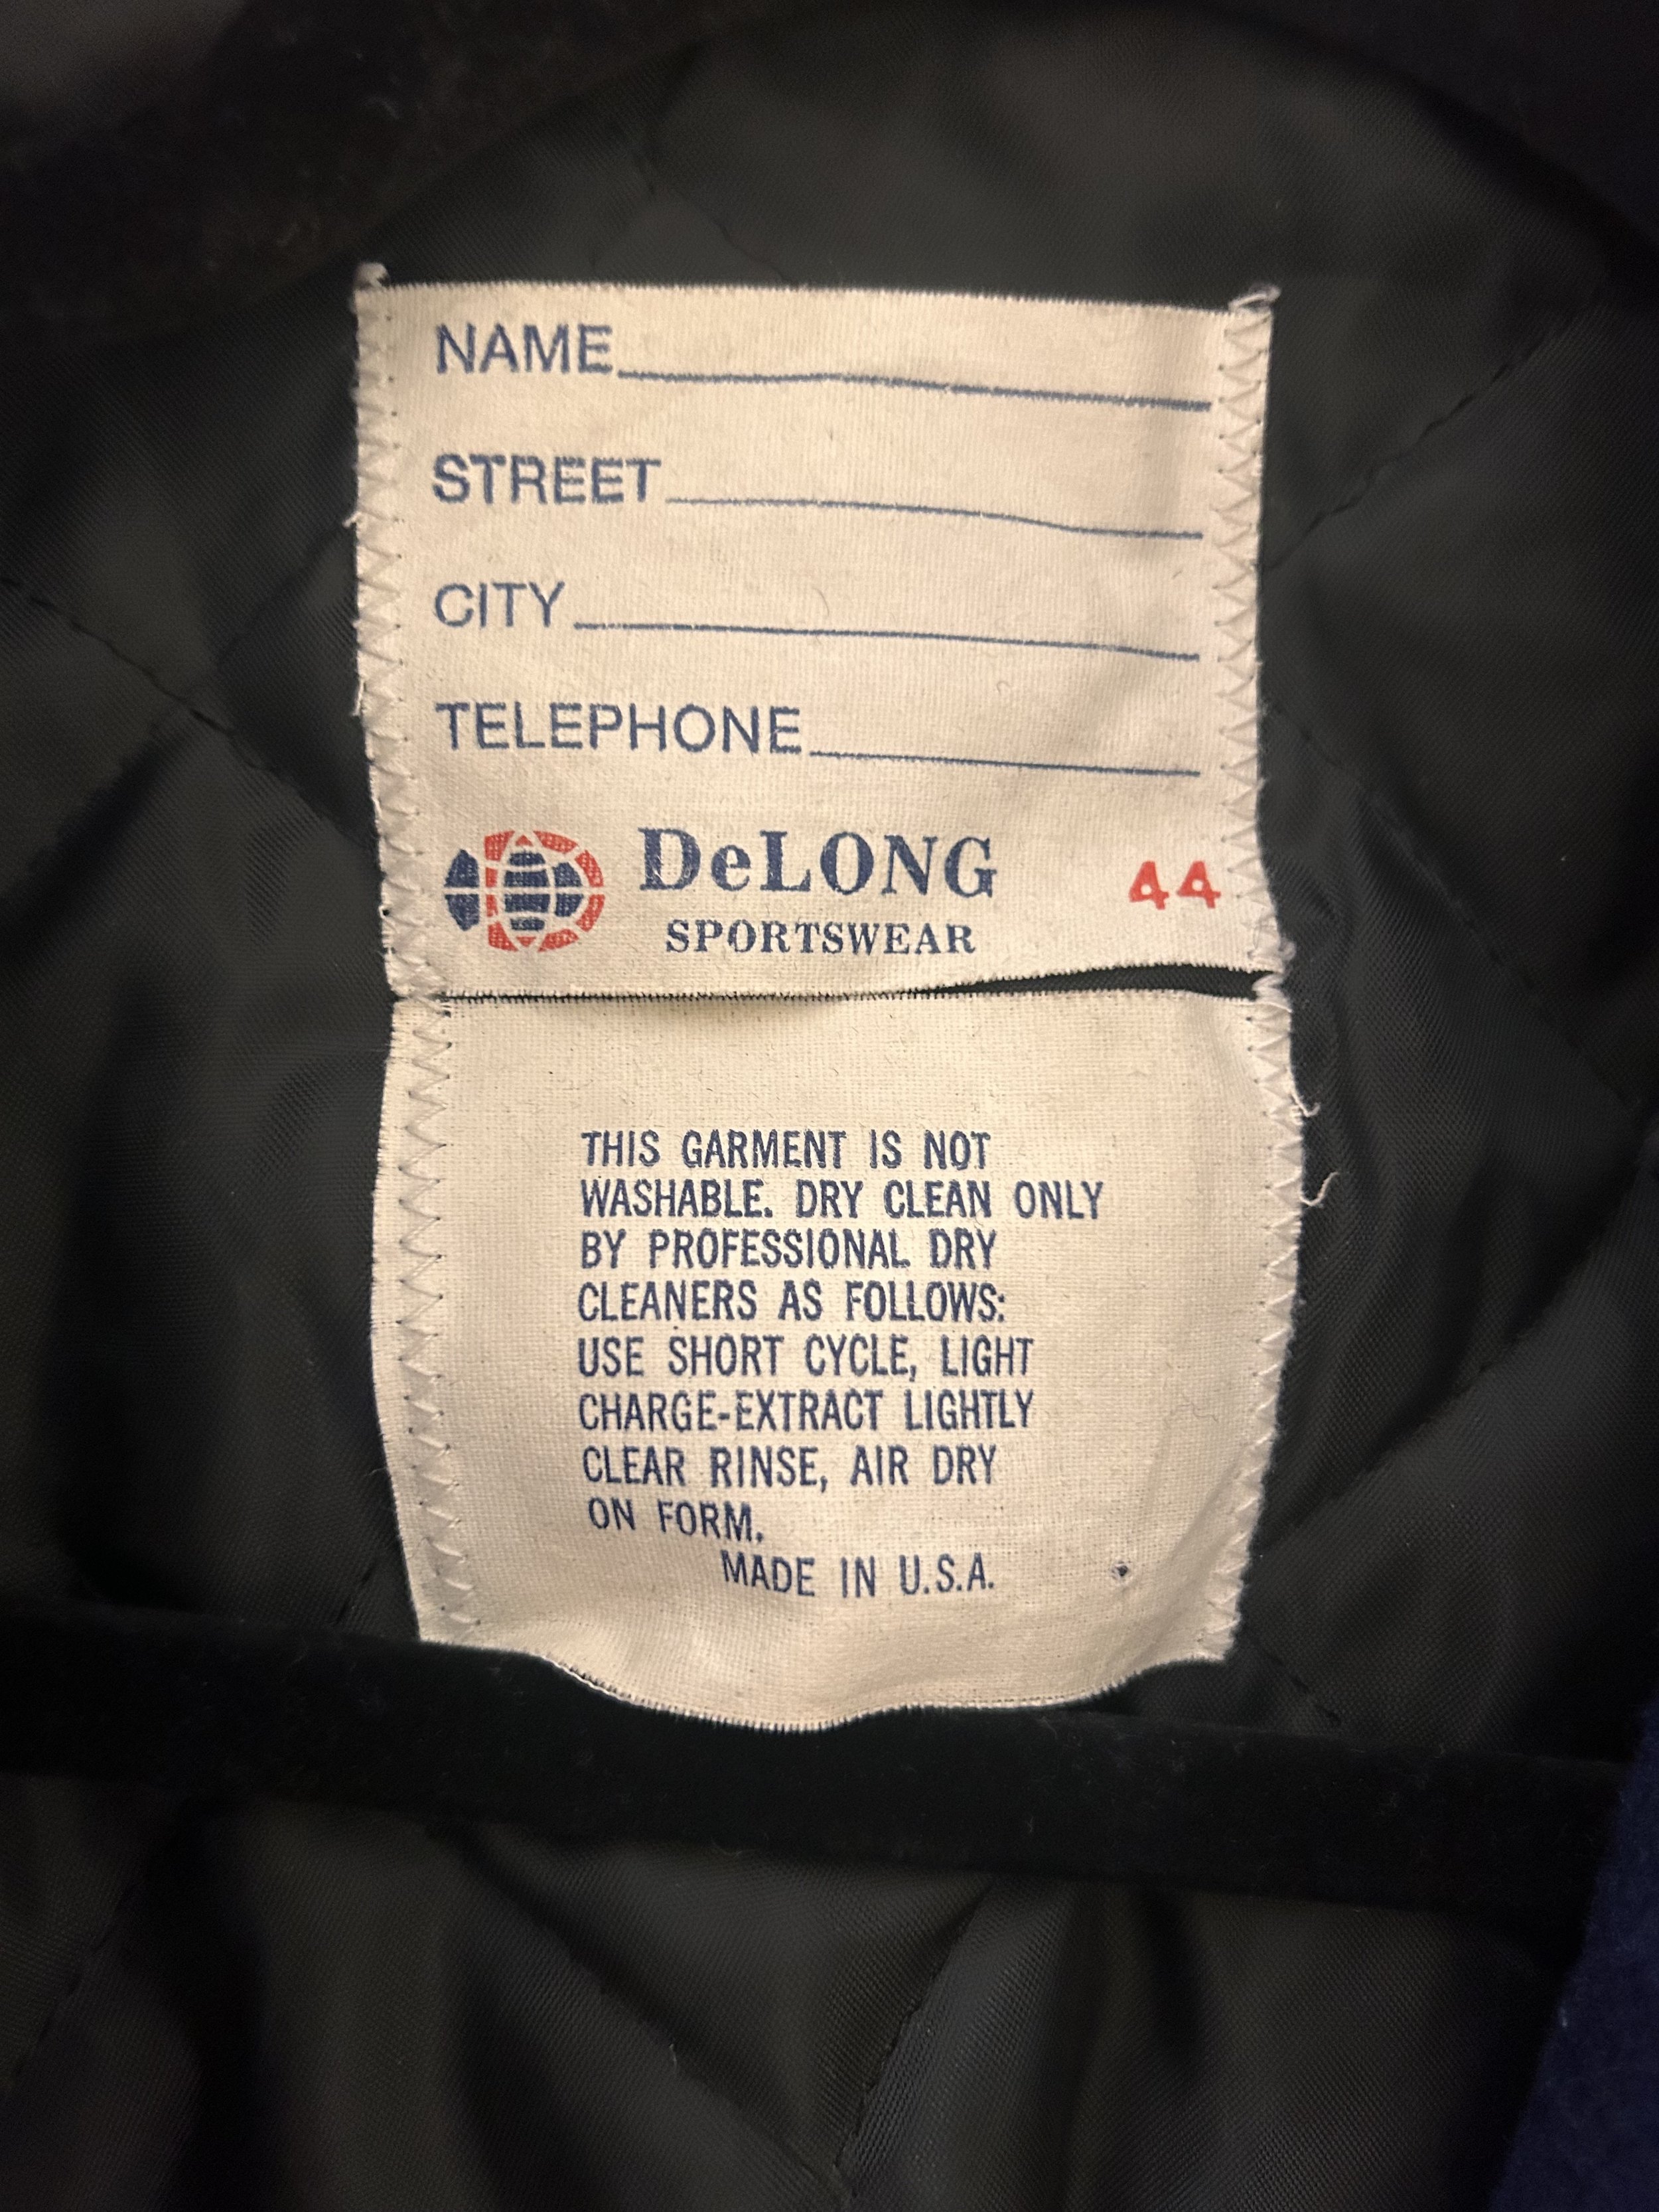 NAME
STREET
CITY
TELEPHONE
DeLONG 44
SPORTSWEAR
THIS GARMENT IS NOT
WASHABLE. DRY CLEAN ONLY
BY PROFESSIONAL DRY
CLEANERS AS FOLLOWS:
USE SHORT CYCLE, LIGHT
CHARGE-EXTRACT LIGHTLY
CLEAR RINSE, AIR DRY
ON FORM.
MADE IN U.S.A.